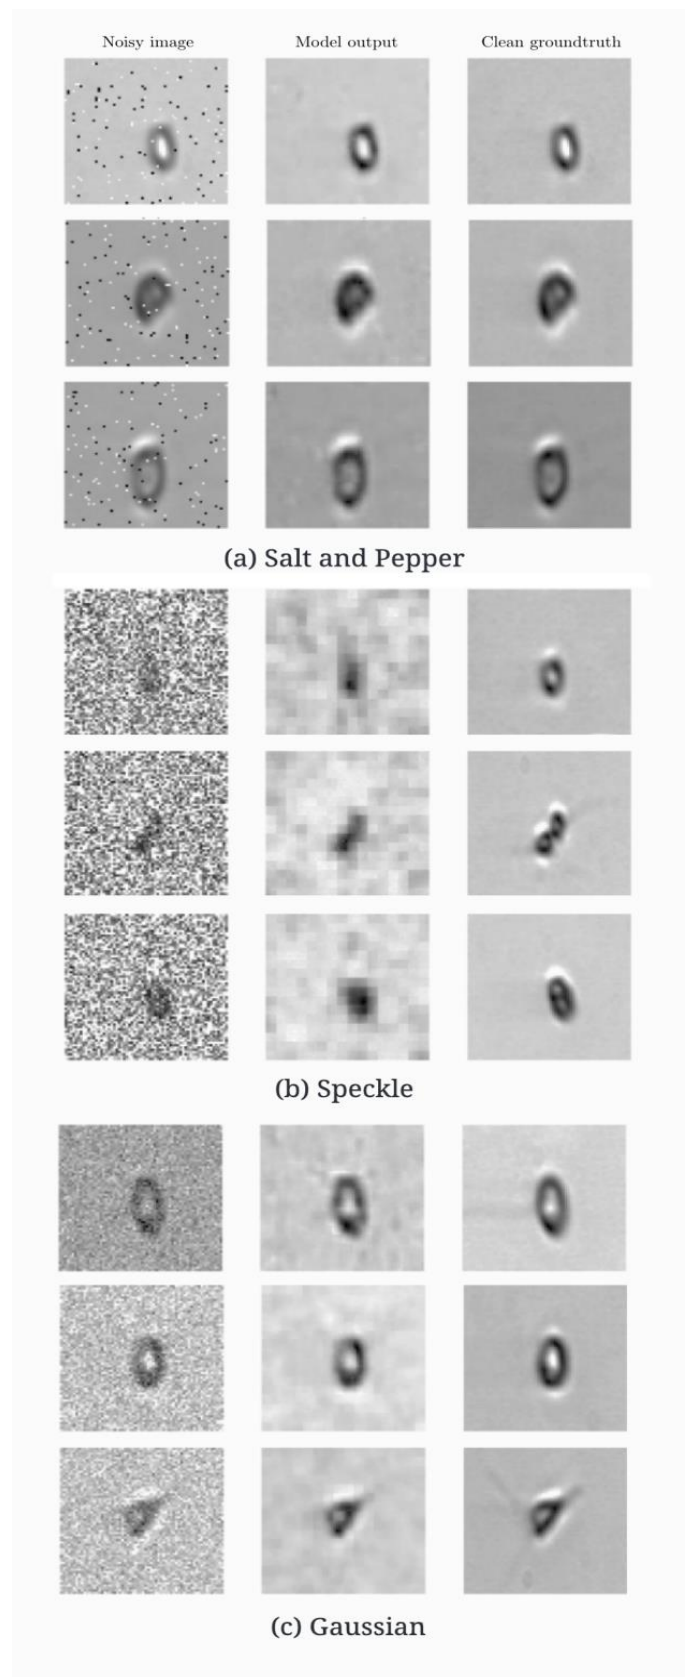 Noisy image Model output Clean groundtruth
(a) Salt and Pepper
(b) Speckle
(c) Gaussian